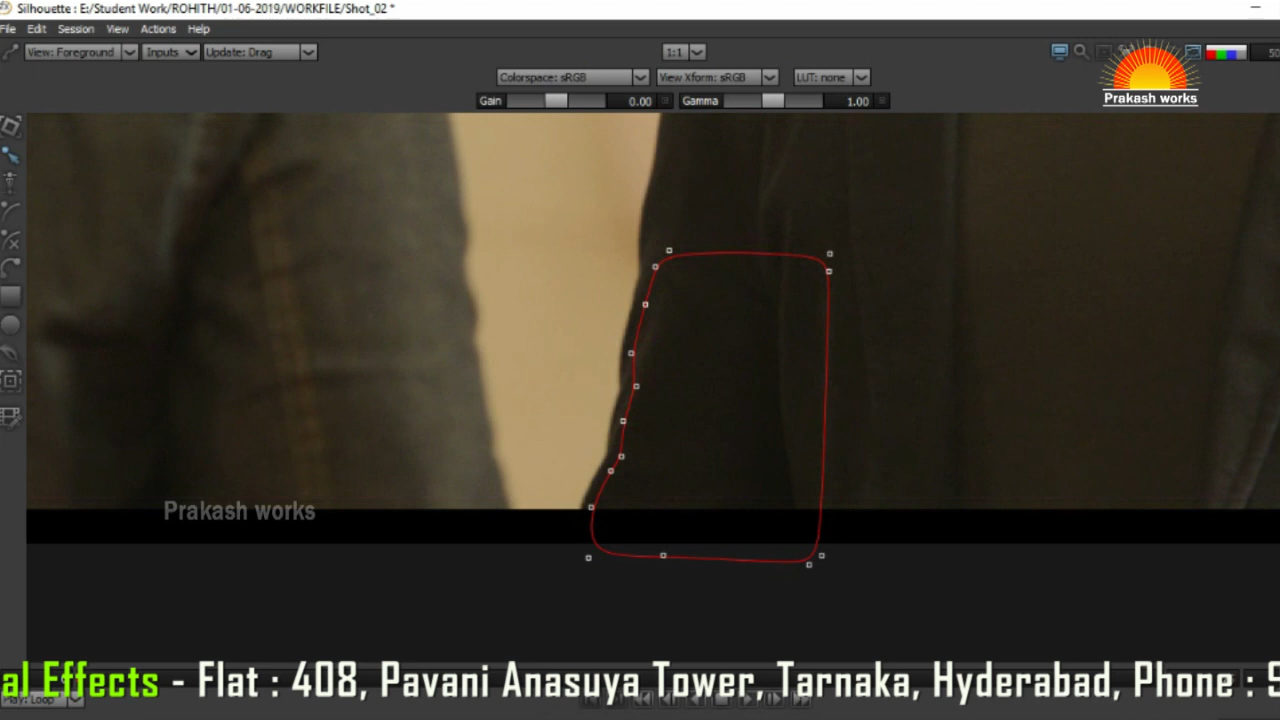 Silhouette : E:/Student Work/ROHITH/01-06-2019/WORKFILE/Shot_02 *
File Edit Session View Actions Help
View: Foreground Inputs Update: Drag 1:1
Colorspace: sRGB View Xform: sRGB LUT: none
Gain 0.00 Gamma 1.00
Prakash works
Prakash works
al Effects - Flat : 408, Pavani Anasuya Tower, Tarnaka, Hyderabad, Phone : S
Play: Loop